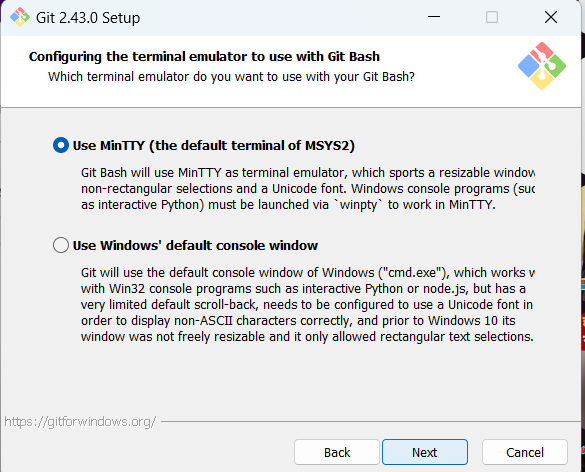 Git 2.43.0 Setup
Configuring the terminal emulator to use with Git Bash
Which terminal emulator do you want to use with your Git Bash?
Use MinTTY (the default terminal of MSYS2)
Git Bash will use MinTTY as terminal emulator, which sports a resizable window
non-rectangular selections and a Unicode font. Windows console programs (suc
as interactive Python) must be launched via `winpty` to work in MinTTY.
Use Windows' default console window
Git will use the default console window of Windows ("cmd.exe"), which works w
with Win32 console programs such as interactive Python or node.js, but has a
very limited default scroll-back, needs to be configured to use a Unicode font in
order to display non-ASCII characters correctly, and prior to Windows 10 its
window was not freely resizable and it only allowed rectangular text selections.
https://gitforwindows.org/
Back
Next
Cancel